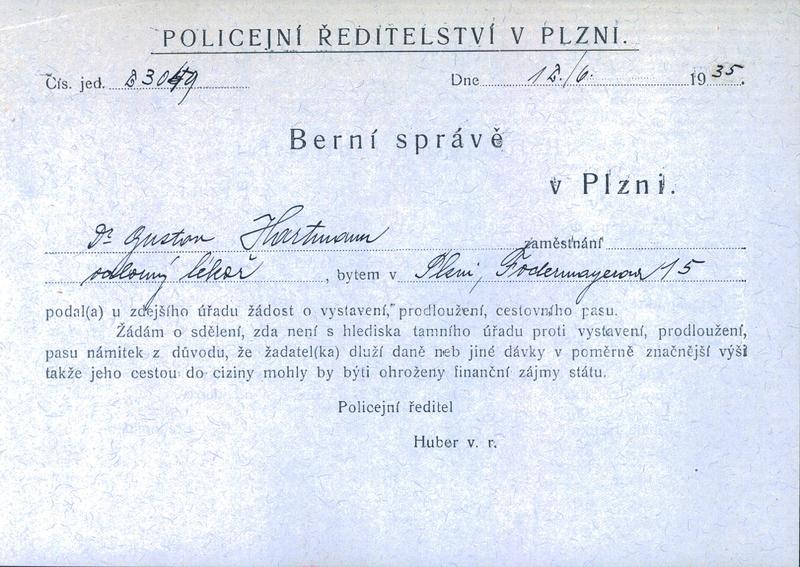 POLICEJNÍ ŘEDITELSTVÍ V PLZNI.
Čís. jed. 23049 Dne 12./6. 1935.
Berní správě
v Plzni.
Dr Gustav Hartmann zaměstnání
odborný lékař, bytem v Plzni, Fodermayerova 15
podal(a) u zdejšího úřadu žádost o vystavení, prodloužení, cestovního pasu.
Žádám o sdělení, zda není s hlediska tamního úřadu proti vystavení, prodloužení,
pasu námitek z důvodu, že žadatel(ka) dluží daně neb jiné dávky v poměrně značnější výši
takže jeho cestou do ciziny mohly by býti ohroženy finanční zájmy státu.
Policejní ředitel
Huber v. r.